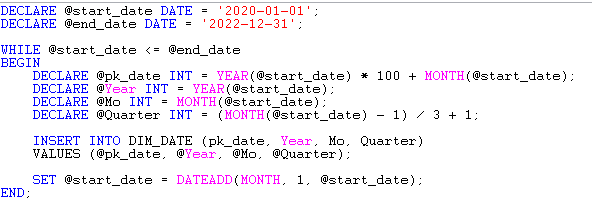 DECLARE @start_date DATE = '2020-01-01';
DECLARE @end_date DATE = '2022-12-31';
WHILE @start_date <= @end_date
BEGIN
DECLARE @pk_date INT = YEAR(@start_date) * 100 + MONTH(@start_date);
DECLARE @Year INT = YEAR(@start_date);
DECLARE @Mo INT = MONTH(@start_date);
DECLARE @Quarter INT = (MONTH(@start_date) - 1) / 3 + 1;
INSERT INTO DIM_DATE (pk_date, Year, Mo, Quarter)
VALUES (@pk_date, @Year, @Mo, @Quarter);
SET @start_date = DATEADD(MONTH, 1, @start_date);
END;